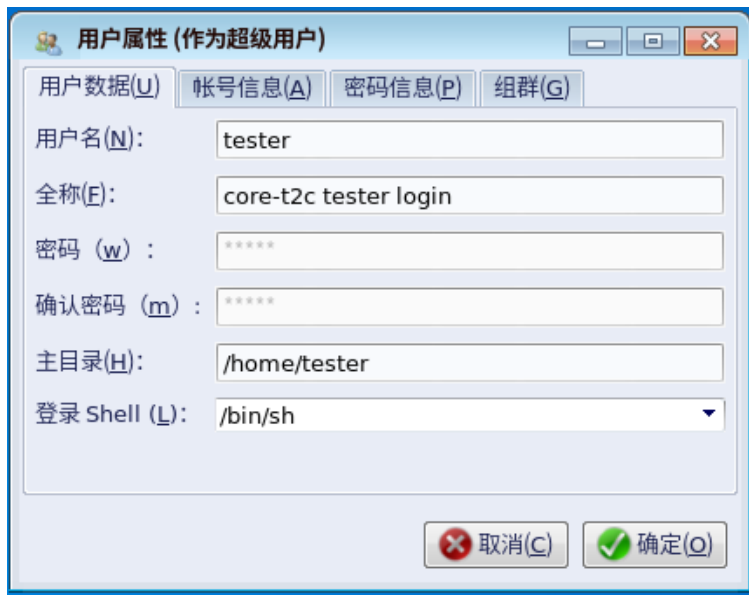 用户属性 (作为超级用户)
用户数据(U) 帐号信息(A) 密码信息(P) 组群(G)
用户名(N): tester
全称(F): core-t2c tester login
密码（w）: *****
确认密码（m）: *****
主目录(H): /home/tester
登录 Shell (L): /bin/sh
取消(C) 确定(O)